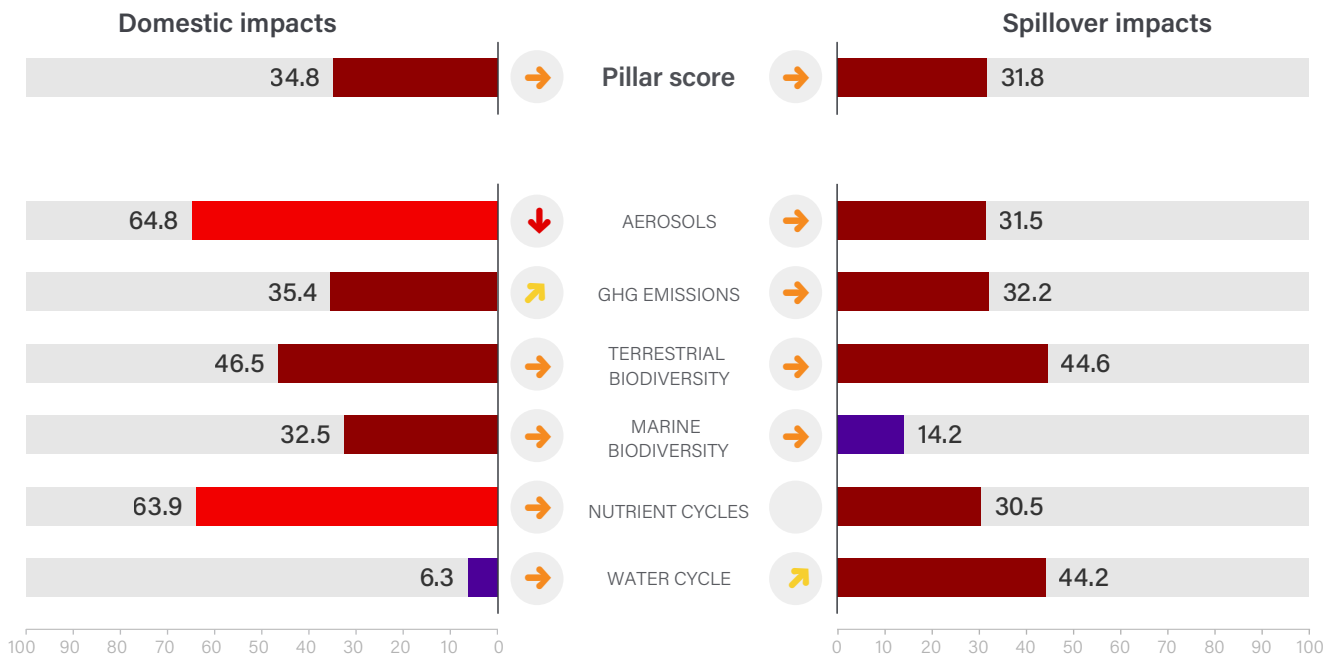 Domestic impacts
Spillover impacts
34.8
Pillar score
31.8
64.8
AEROSOLS
31.5
35.4
GHG EMISSIONS
32.2
46.5
TERRESTRIAL
BIODIVERSITY
44.6
32.5
MARINE
BIODIVERSITY
14.2
63.9
NUTRIENT CYCLES
30.5
6.3
WATER CYCLE
44.2
100 90 80 70 60 50 40 30 20 10 0
0 10 20 30 40 50 60 70 80 90 100